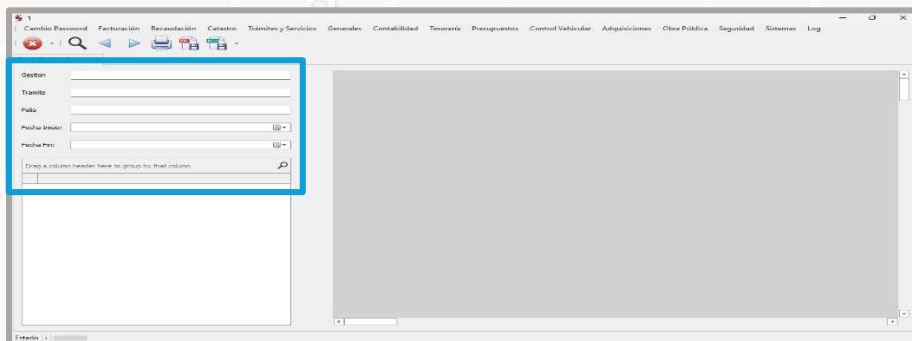 1
Cambio Password Facturación Recaudación Catastro Trámites y Servicios Generales Contabilidad Tesorería Presupuestos Control Vehicular Adquisiciones Obra Pública Seguridad Sistemas Log
Gestion
Tramite
Folio
Fecha Inicio:
Fecha Fin:
Drag a column header here to group by that column
Estado :